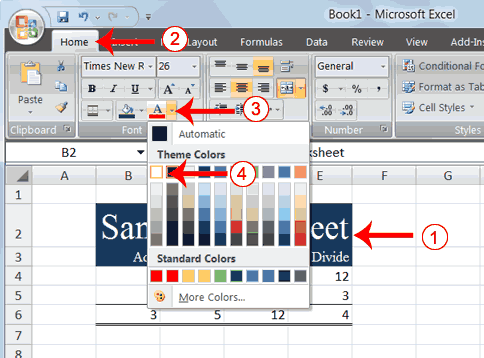 Book1 - Microsoft Excel
Home 2 Insert Layout Formulas Data Review View Add-Ins
Paste
Times New R 26
General
Conditional Fo
Format as Tab
Cell Styles
B I U A A
$ % ,
A 3
Clipboard Font Number Styles
B2 ksheet
Automatic
Theme Colors
4
A B E F G
1
2 Sam eet 1
3 Ad Divide
Standard Colors
4 12
5 3
More Colors...
6 3 5 12 4
7
8